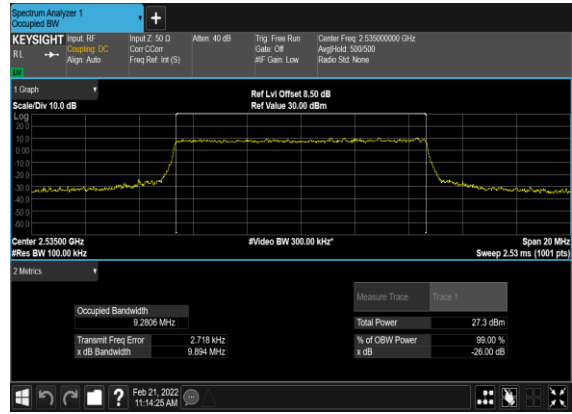 Spectrum Analyzer 1
Occupied BW
+
KEYSIGHT Input: RF Input Z: 50 Ω Atten: 40 dB Trig: Free Run Center Freq: 2.535000000 GHz
RL Coupling: DC Corr CCorr Gate: Off Avg|Hold: 500/500
Align: Auto Freq Ref: Int (S) #IF Gain: Low Radio Std: None
LW
1 Graph
Ref Lvl Offset 8.50 dB
Scale/Div 10.0 dB Ref Value 30.00 dBm
Log
20.0
10.0
0.00
-10.0
-20.0
-30.0
-40.0
-50.0
-60.0
Center 2.53500 GHz #Video BW 300.00 kHz* Span 20 MHz
#Res BW 100.00 kHz Sweep 2.53 ms (1001 pts)
2 Metrics
Measure Trace Trace 1
Occupied Bandwidth
9.2806 MHz Total Power 27.3 dBm
Transmit Freq Error 2.718 kHz % of OBW Power 99.00 %
x dB Bandwidth 9.894 MHz x dB -26.00 dB
? Feb 21, 2022
11:14:25 AM